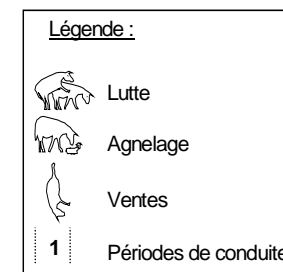 Légende :
Lutte
Agnelage
Ventes
1 Périodes de conduite